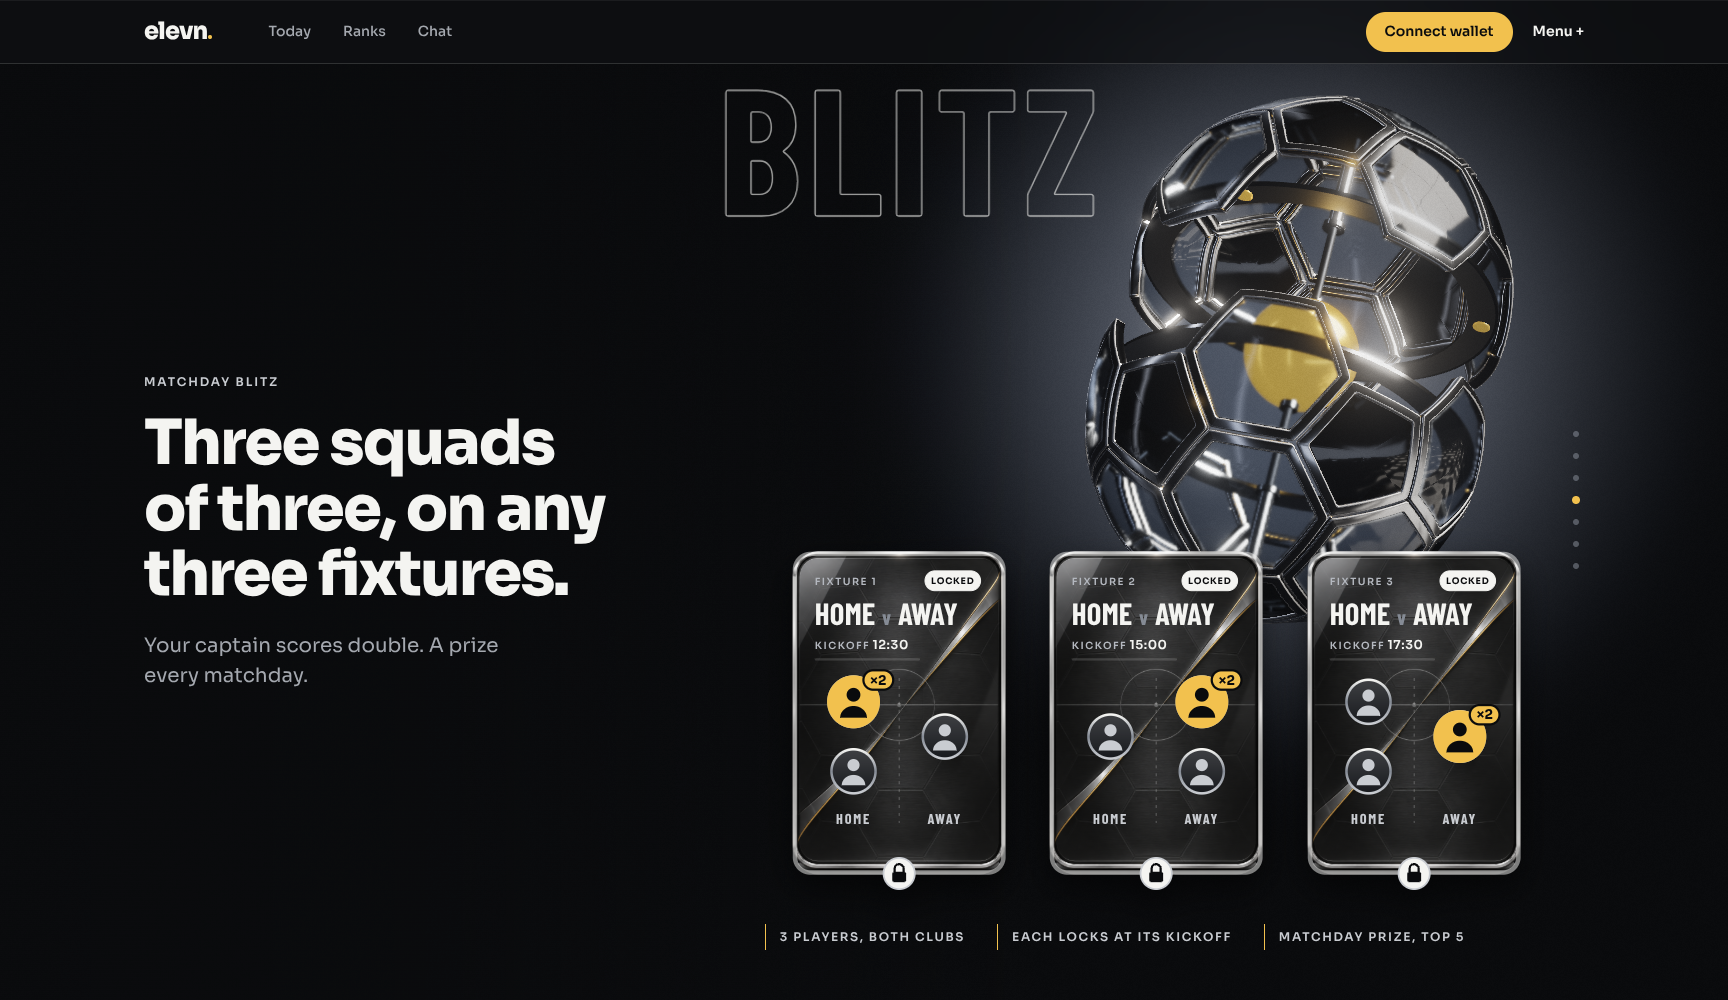 elevn.
Today
Ranks
Chat
Connect wallet
Menu +
BLITZ
MATCHDAY BLITZ
Three squads
of three, on any
three fixtures.
Your captain scores double. A prize
every matchday.
FIXTURE 1
LOCKED
HOME v AWAY
KICKOFF 12:30
×2
HOME
AWAY
FIXTURE 2
LOCKED
HOME v AWAY
KICKOFF 15:00
×2
HOME
AWAY
FIXTURE 3
LOCKED
HOME v AWAY
KICKOFF 17:30
×2
HOME
AWAY
3 PLAYERS, BOTH CLUBS
EACH LOCKS AT ITS KICKOFF
MATCHDAY PRIZE, TOP 5